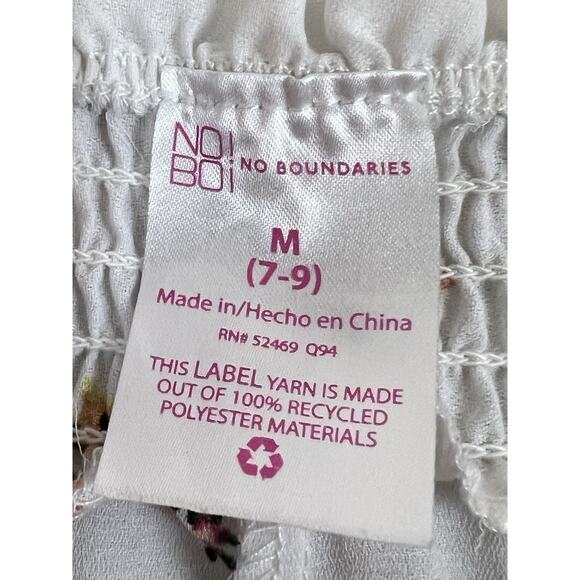 NO!
BO¡ NO BOUNDARIES
M
(7-9)
Made in/Hecho en China
RN# 52469 Q94
THIS LABEL YARN IS MADE
OUT OF 100% RECYCLED
POLYESTER MATERIALS